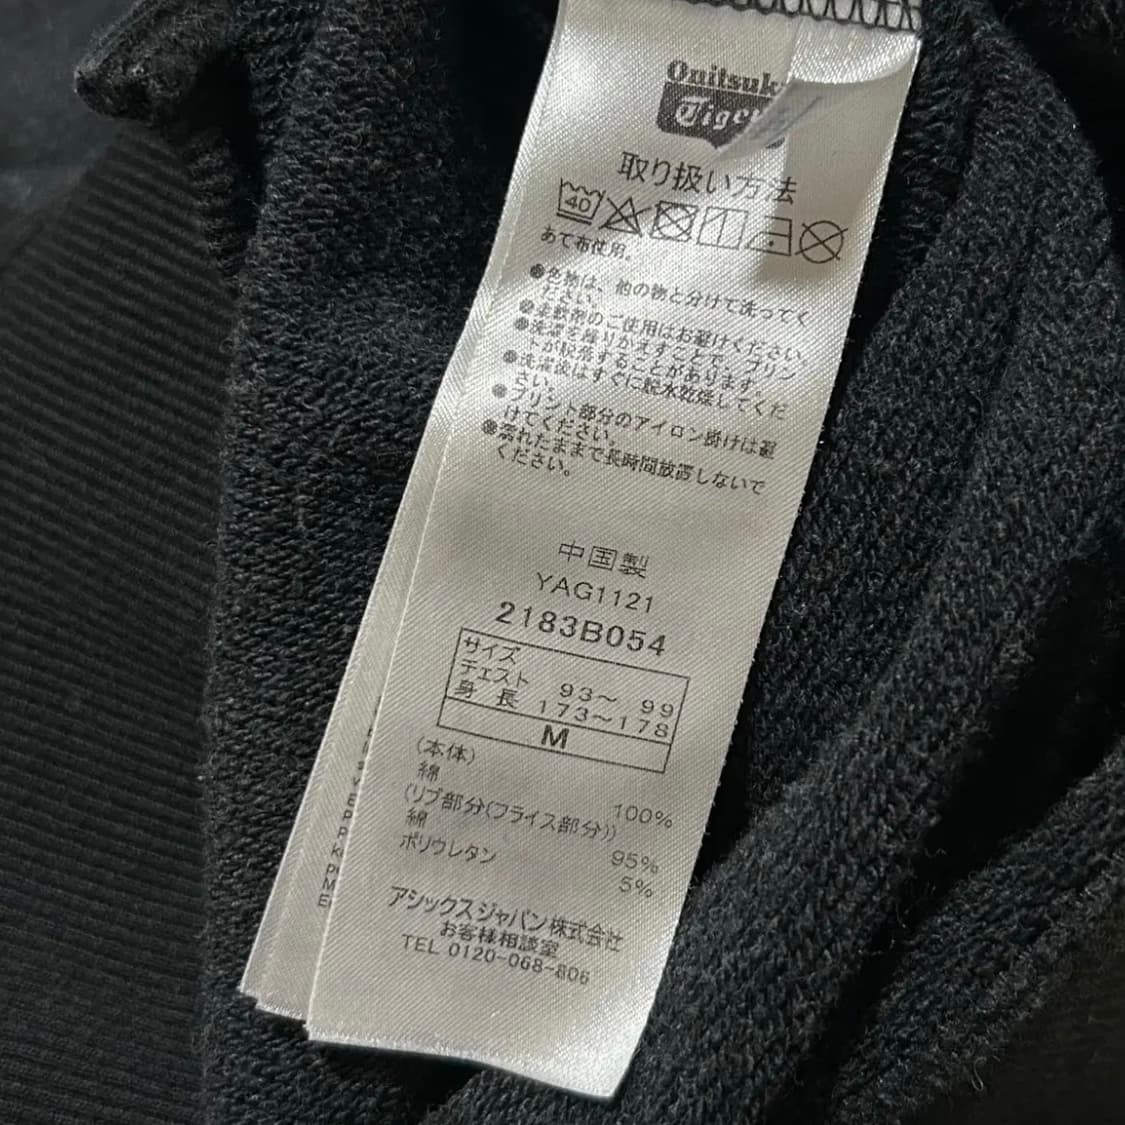 Onitsuk
Tiger
取り扱い方法
40
あて布使用。
●色物は、他の物と分けて洗ってく
ださい。
●柔軟剤のご使用はお避けください。
●洗濯を繰りかえすことで、プリン
トが脱落することがあります。
●洗濯後はすぐに脱水乾燥してくだ
さい。
●プリント部分のアイロン掛けは避
けてください。
●濡れたままで長時間放置しないで
ください。
中国製
YAG1121
2183B054
サイズ
チェスト 93〜 99
身 長 173〜178
M
(本体)
綿 100%
(リブ部分(フライス部分))
綿 95%
ポリウレタン 5%
アシックスジャパン株式会社
お客様相談室
TEL 0120-068-806